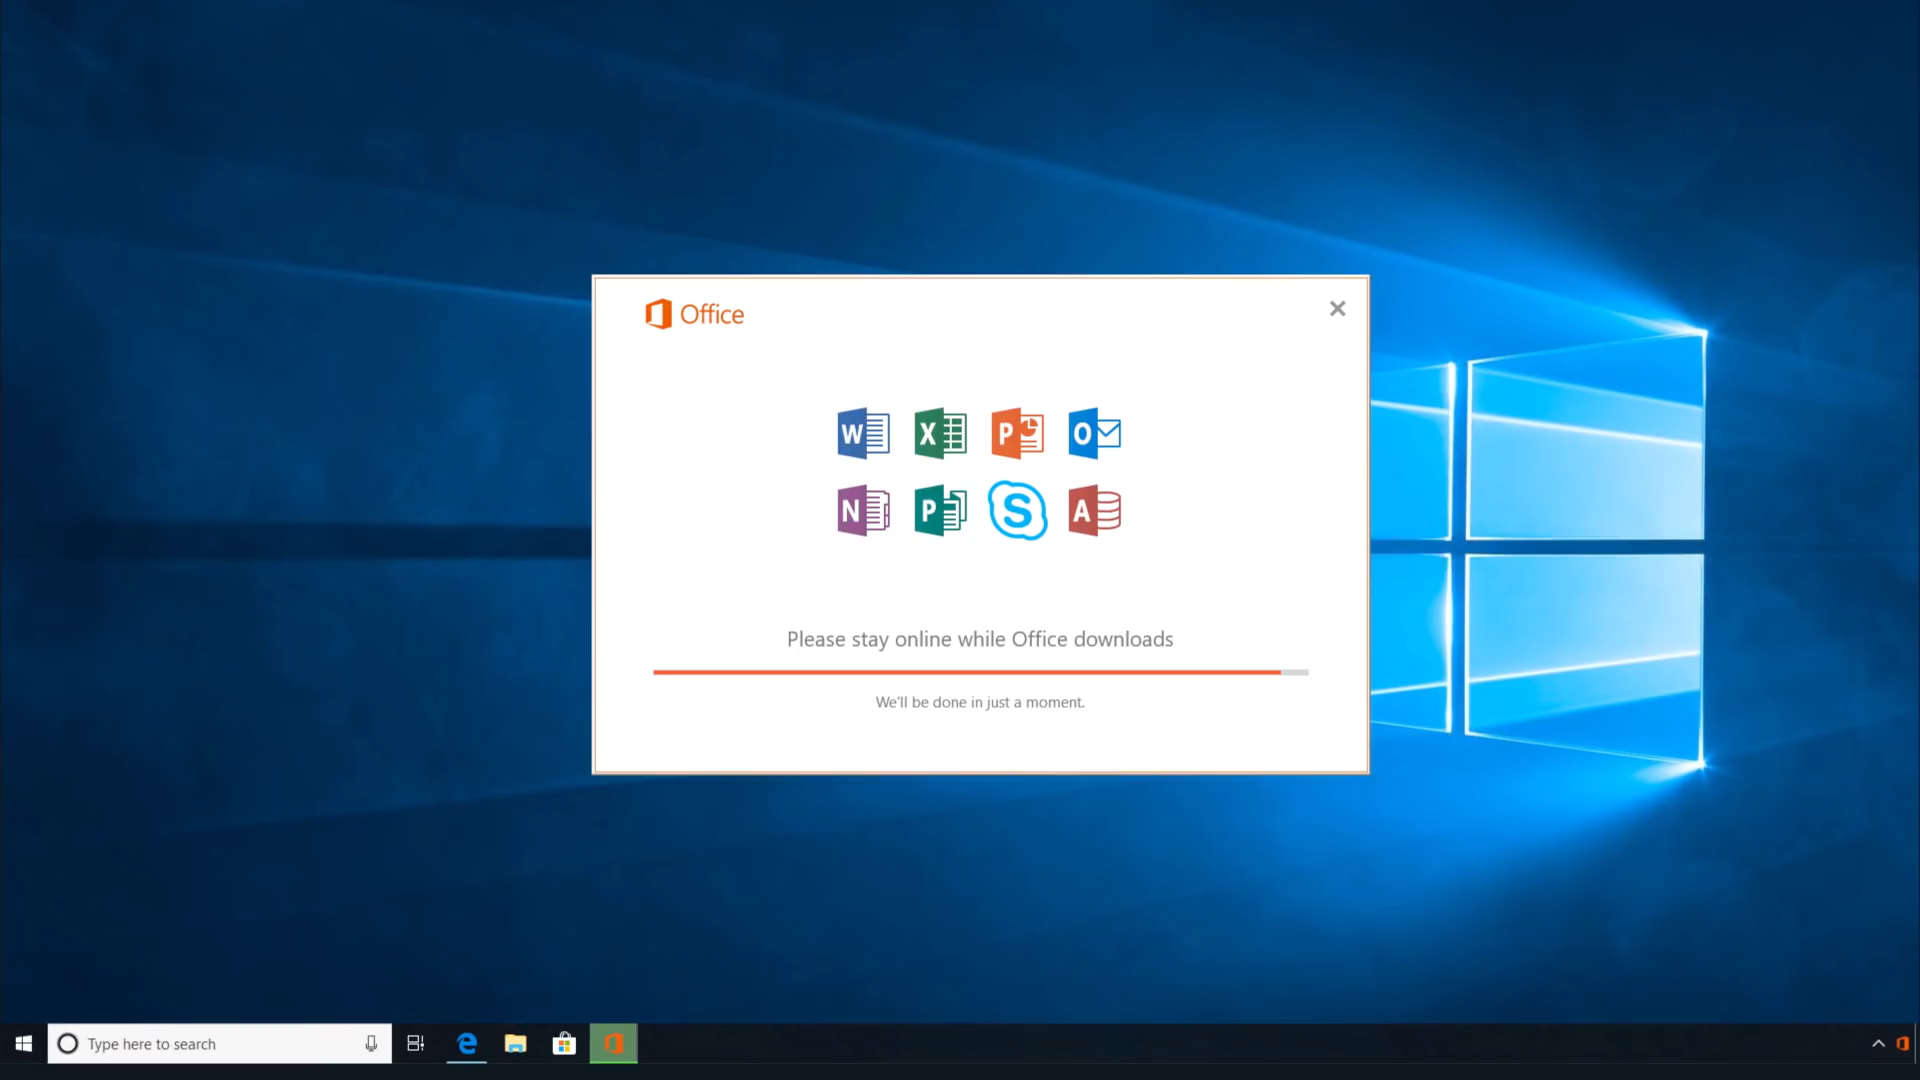 Office
W X P O
N P S A
Please stay online while Office downloads
We'll be done in just a moment.
Type here to search